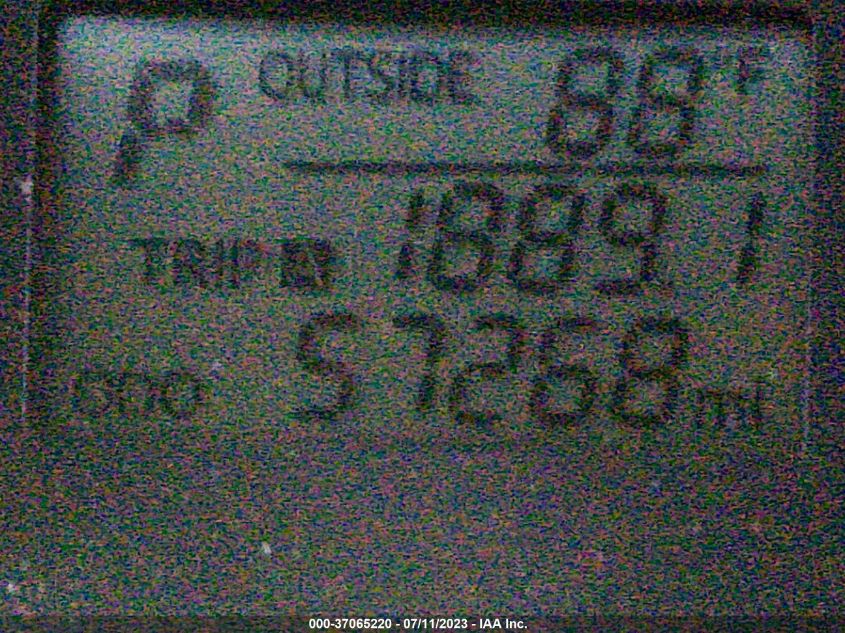 P OUTSIDE 88°F
TRIP A 1889.1
ODO 57268 mi
000-37065220 - 07/11/2023 - IAA Inc.